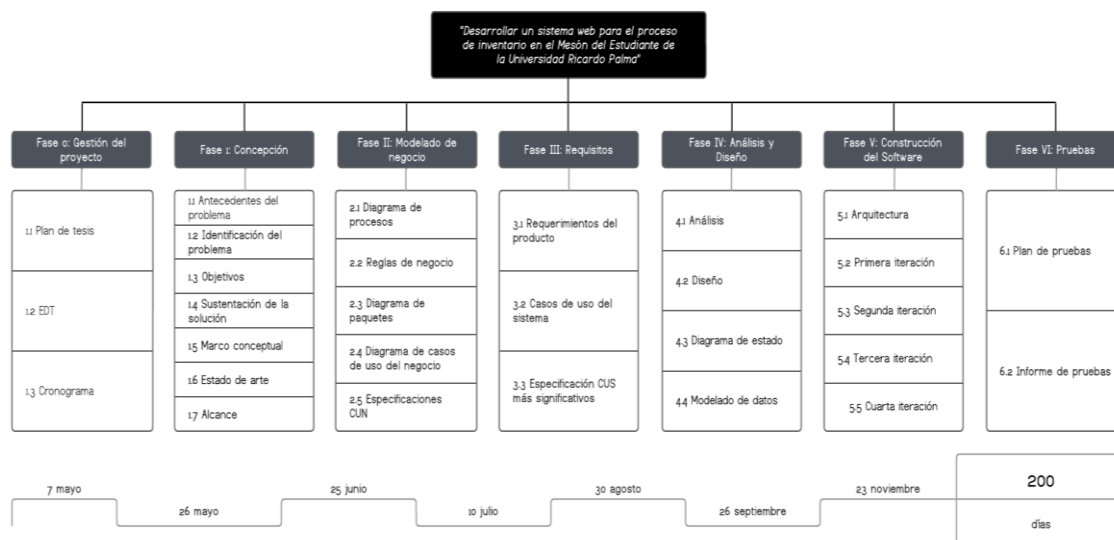 "Desarrollar un sistema web para el proceso
de inventario en el Mesón del Estudiante de
la Universidad Ricardo Palma"
Fase 0: Gestión del
proyecto
1.1 Plan de tesis
1.2 EDT
1.3 Cronograma
Fase 1: Concepción
1.1 Antecedentes del
problema
1.2 Identificación del
problema
1.3 Objetivos
1.4 Sustentación de la
solución
1.5 Marco conceptual
1.6 Estado de arte
1.7 Alcance
Fase II: Modelado de
negocio
2.1 Diagrama de
procesos
2.2 Reglas de negocio
2.3 Diagrama de
paquetes
2.4 Diagrama de casos
de uso del negocio
2.5 Especificaciones
CUN
Fase III: Requisitos
3.1 Requerimientos del
producto
3.2 Casos de uso del
sistema
3.3 Especificación CUS
más significativos
Fase IV: Análisis y
Diseño
4.1 Análisis
4.2 Diseño
4.3 Diagrama de estado
4.4 Modelado de datos
Fase V: Construcción
del Software
5.1 Arquitectura
5.2 Primera iteración
5.3 Segunda iteración
5.4 Tercera iteración
5.5 Cuarta iteración
Fase VI: Pruebas
6.1 Plan de pruebas
6.2 Informe de pruebas
7 mayo
26 mayo
25 junio
10 julio
30 agosto
26 septiembre
23 noviembre
200
días